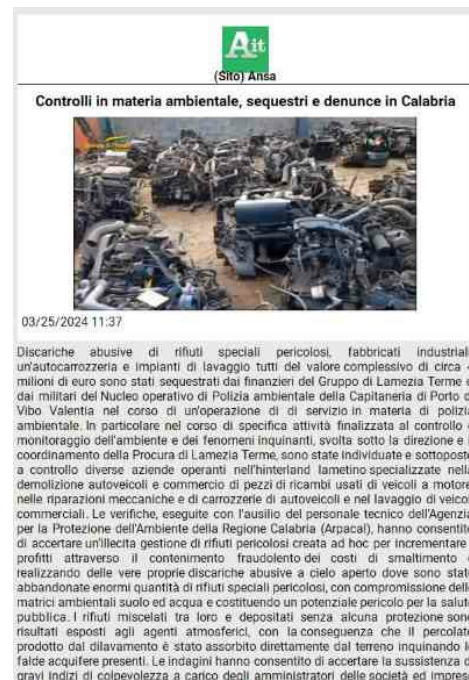 Ait
(Sito) Ansa
Controlli in materia ambientale, sequestri e denunce in Calabria
03/25/2024 11:37
Discariche abusive di rifiuti speciali pericolosi, fabbricati industriali
un'autocarrozzeria e impianti di lavaggio tutti del valore complessivo di circa 4
milioni di euro sono stati sequestrati dai finanzieri del Gruppo di Lamezia Terme e
dai militari del Nucleo operativo di Polizia ambientale della Capitaneria di Porto di
Vibo Valentia nel corso di un'operazione di di servizio in materia di polizia
ambientale. In particolare nel corso di specifica attività finalizzata al controllo e
monitoraggio dell'ambiente e dei fenomeni inquinanti, svolta sotto la direzione e i
coordinamento della Procura di Lamezia Terme, sono state individuate e sottoposte
a controllo diverse aziende operanti nell'hinterland lametino specializzate nella
demolizione autoveicoli e commercio di pezzi di ricambi usati di veicoli a motore
nelle riparazioni meccaniche e di carrozzerie di autoveicoli e nel lavaggio di veicol
commerciali. Le verifiche, eseguite con l'ausilio del personale tecnico dell'Agenzia
per la Protezione dell'Ambiente della Regione Calabria (Arpacal), hanno consentito
di accertare un'illecita gestione di rifiuti pericolosi creata ad hoc per incrementare i
profitti attraverso il contenimento fraudolento dei costi di smaltimento e
realizzando delle vere proprie discariche abusive a cielo aperto dove sono state
abbandonate enormi quantità di rifiuti speciali pericolosi, con compromissione delle
matrici ambientali suolo ed acqua e costituendo un potenziale pericolo per la salute
pubblica. I rifiuti miscelati tra loro e depositati senza alcuna protezione sono
risultati esposti agli agenti atmosferici, con la conseguenza che il percolato
prodotto dal dilavamento è stato assorbito direttamente dal terreno inquinando le
falde acquifere presenti. Le indagini hanno consentito di accertare la sussistenza di
gravi indizi di colpevolezza a carico degli amministratori delle società ed imprese